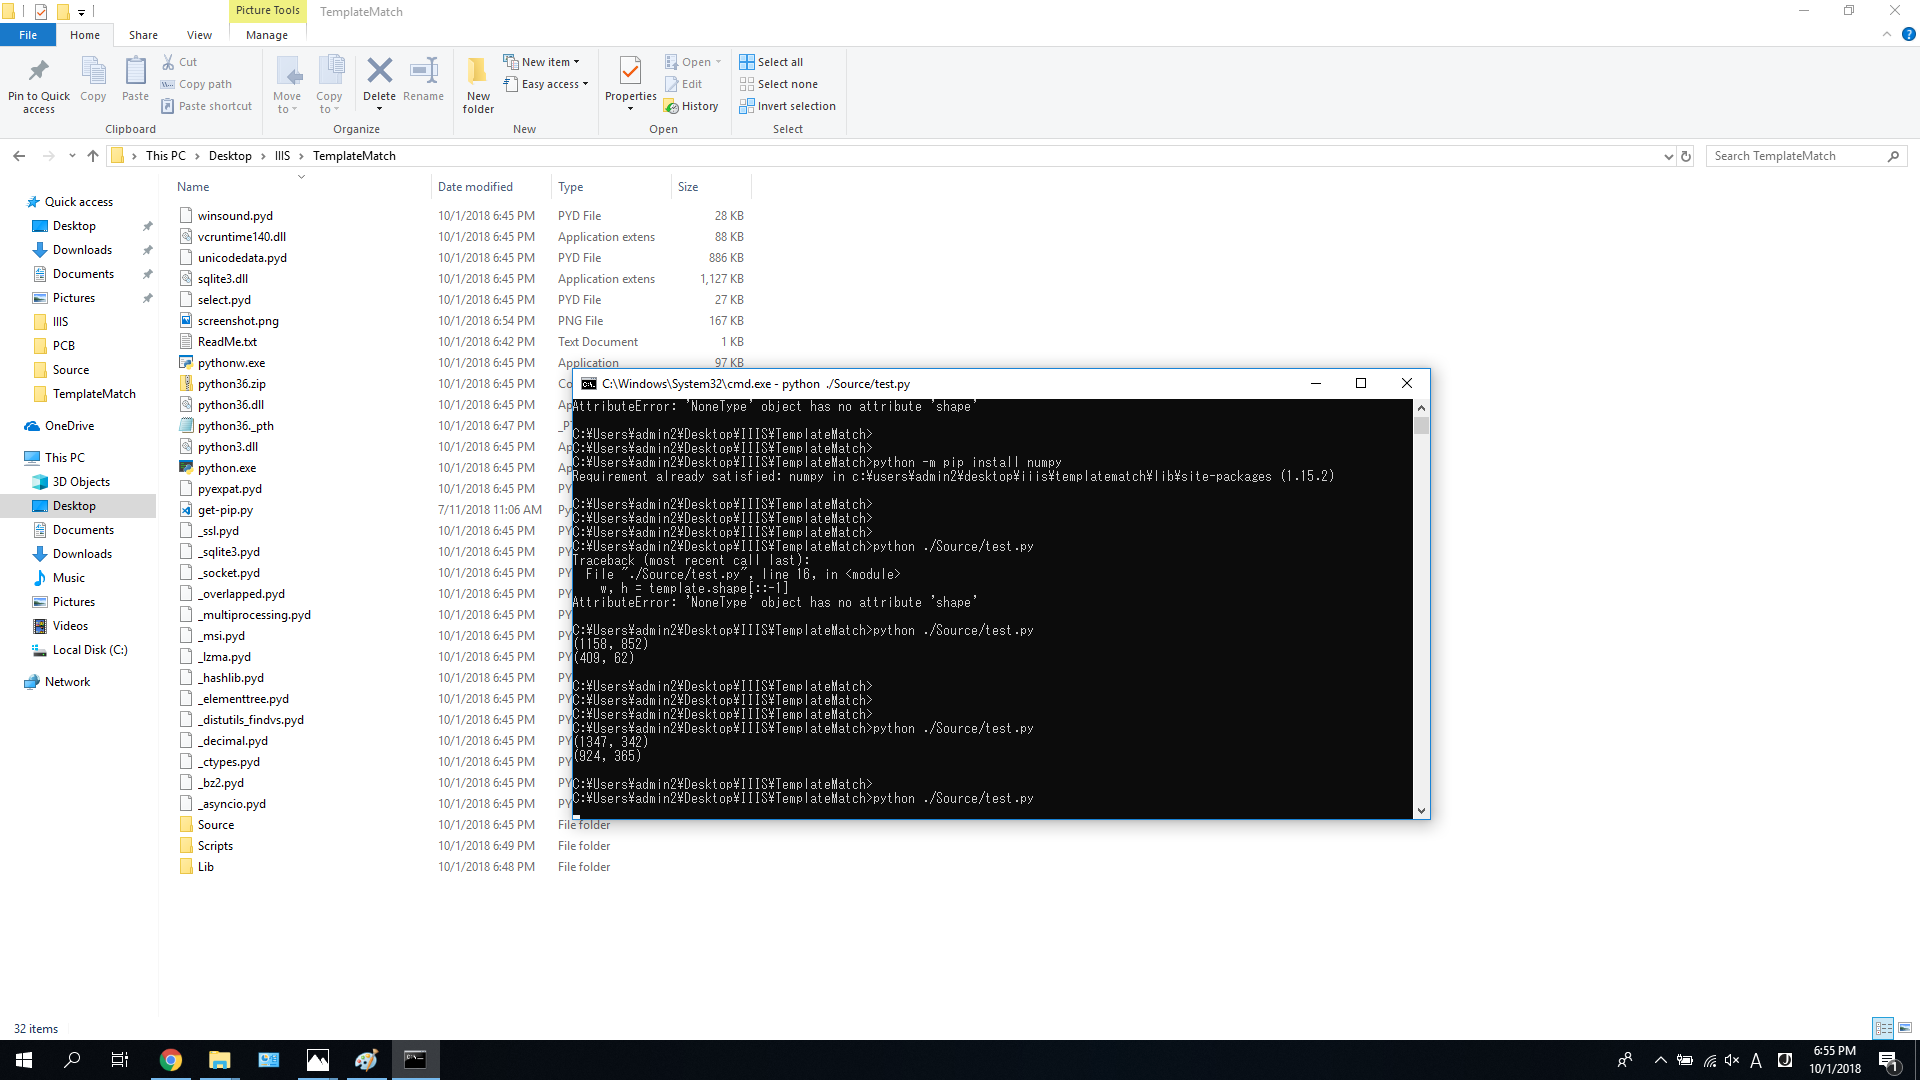 Picture Tools
TemplateMatch
File
Home
Share
View
Manage
Pin to Quick access
Copy
Paste
Cut
Copy path
Paste shortcut
Clipboard
Move to
Copy to
Delete
Rename
Organize
New folder
New item
Easy access
New
Properties
Open
Edit
History
Open
Select all
Select none
Invert selection
Select
This PC > Desktop > IIIS > TemplateMatch
Search TemplateMatch
Quick access
Desktop
Downloads
Documents
Pictures
IIIS
PCB
Source
TemplateMatch
OneDrive
This PC
3D Objects
Desktop
Documents
Downloads
Music
Pictures
Videos
Local Disk (C:)
Network
Name Date modified Type Size
winsound.pyd 10/1/2018 6:45 PM PYD File 28 KB
vcruntime140.dll 10/1/2018 6:45 PM Application extens 88 KB
unicodedata.pyd 10/1/2018 6:45 PM PYD File 886 KB
sqlite3.dll 10/1/2018 6:45 PM Application extens 1,127 KB
select.pyd 10/1/2018 6:45 PM PYD File 27 KB
screenshot.png 10/1/2018 6:54 PM PNG File 167 KB
ReadMe.txt 10/1/2018 6:42 PM Text Document 1 KB
pythonw.exe 10/1/2018 6:45 PM Application 97 KB
python36.zip 10/1/2018 6:45 PM Co
python36.dll 10/1/2018 6:45 PM Ap
python36._pth 10/1/2018 6:47 PM _PT
python3.dll 10/1/2018 6:45 PM Ap
python.exe 10/1/2018 6:45 PM Ap
pyexpat.pyd 10/1/2018 6:45 PM PY
get-pip.py 7/11/2018 11:06 AM Py
_ssl.pyd 10/1/2018 6:45 PM PY
_sqlite3.pyd 10/1/2018 6:45 PM PY
_socket.pyd 10/1/2018 6:45 PM PY
_overlapped.pyd 10/1/2018 6:45 PM PY
_multiprocessing.pyd 10/1/2018 6:45 PM PY
_msi.pyd 10/1/2018 6:45 PM PY
_lzma.pyd 10/1/2018 6:45 PM PY
_hashlib.pyd 10/1/2018 6:45 PM PY
_elementtree.pyd 10/1/2018 6:45 PM PY
_distutils_findvs.pyd 10/1/2018 6:45 PM PY
_decimal.pyd 10/1/2018 6:45 PM PY
_ctypes.pyd 10/1/2018 6:45 PM PY
_bz2.pyd 10/1/2018 6:45 PM PY
_asyncio.pyd 10/1/2018 6:45 PM PY
Source 10/1/2018 6:45 PM File folder
Scripts 10/1/2018 6:49 PM File folder
Lib 10/1/2018 6:48 PM File folder
C:\Windows\System32\cmd.exe - python ./Source/test.py
AttributeError: 'NoneType' object has no attribute 'shape'
C:¥Users¥admin2¥Desktop¥IIIS¥TemplateMatch>
C:¥Users¥admin2¥Desktop¥IIIS¥TemplateMatch>
C:¥Users¥admin2¥Desktop¥IIIS¥TemplateMatch>python -m pip install numpy
Requirement already satisfied: numpy in c:¥users¥admin2¥desktop¥iiis¥templatematch¥lib¥site-packages (1.15.2)
C:¥Users¥admin2¥Desktop¥IIIS¥TemplateMatch>
C:¥Users¥admin2¥Desktop¥IIIS¥TemplateMatch>
C:¥Users¥admin2¥Desktop¥IIIS¥TemplateMatch>
C:¥Users¥admin2¥Desktop¥IIIS¥TemplateMatch>python ./Source/test.py
Traceback (most recent call last):
File "./Source/test.py", line 16, in <module>
w, h = template.shape[::-1]
AttributeError: 'NoneType' object has no attribute 'shape'
C:¥Users¥admin2¥Desktop¥IIIS¥TemplateMatch>python ./Source/test.py
(1158, 852)
(409, 62)
C:¥Users¥admin2¥Desktop¥IIIS¥TemplateMatch>
C:¥Users¥admin2¥Desktop¥IIIS¥TemplateMatch>
C:¥Users¥admin2¥Desktop¥IIIS¥TemplateMatch>
C:¥Users¥admin2¥Desktop¥IIIS¥TemplateMatch>python ./Source/test.py
(1347, 342)
(924, 365)
C:¥Users¥admin2¥Desktop¥IIIS¥TemplateMatch>
C:¥Users¥admin2¥Desktop¥IIIS¥TemplateMatch>python ./Source/test.py
32 items
A
6:55 PM
10/1/2018
1